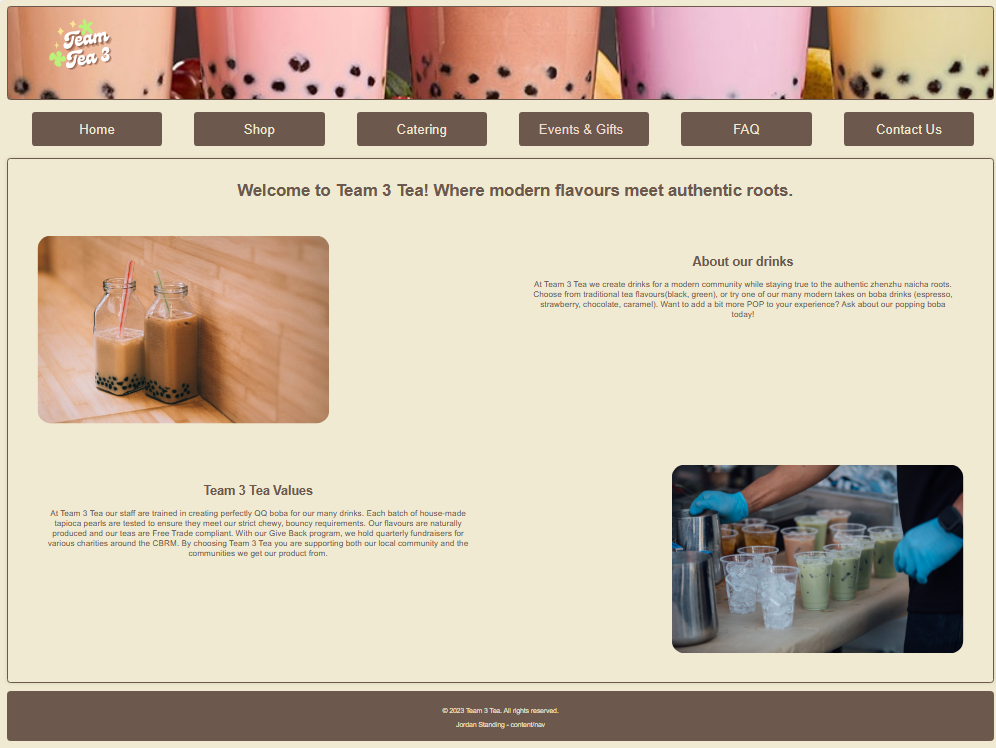 Team
Tea 3
Home
Shop
Catering
Events & Gifts
FAQ
Contact Us
Welcome to Team 3 Tea! Where modern flavours meet authentic roots.
About our drinks
At Team 3 Tea we create drinks for a modern community while staying true to the authentic zhenzhu naicha roots.
Choose from traditional tea flavours(black, green), or try one of our many modern takes on boba drinks (espresso,
strawberry, chocolate, caramel). Want to add a bit more POP to your experience? Ask about our popping boba
today!
Team 3 Tea Values
At Team 3 Tea our staff are trained in creating perfectly QQ boba for our many drinks. Each batch of house-made
tapioca pearls are tested to ensure they meet our strict chewy, bouncy requirements. Our flavours are naturally
produced and our teas are Free Trade compliant. With our Give Back program, we hold quarterly fundraisers for
various charities around the CBRM. By choosing Team 3 Tea you are supporting both our local community and the
communities we get our product from.
© 2023 Team 3 Tea. All rights reserved.
Jordan Standing - content/nav